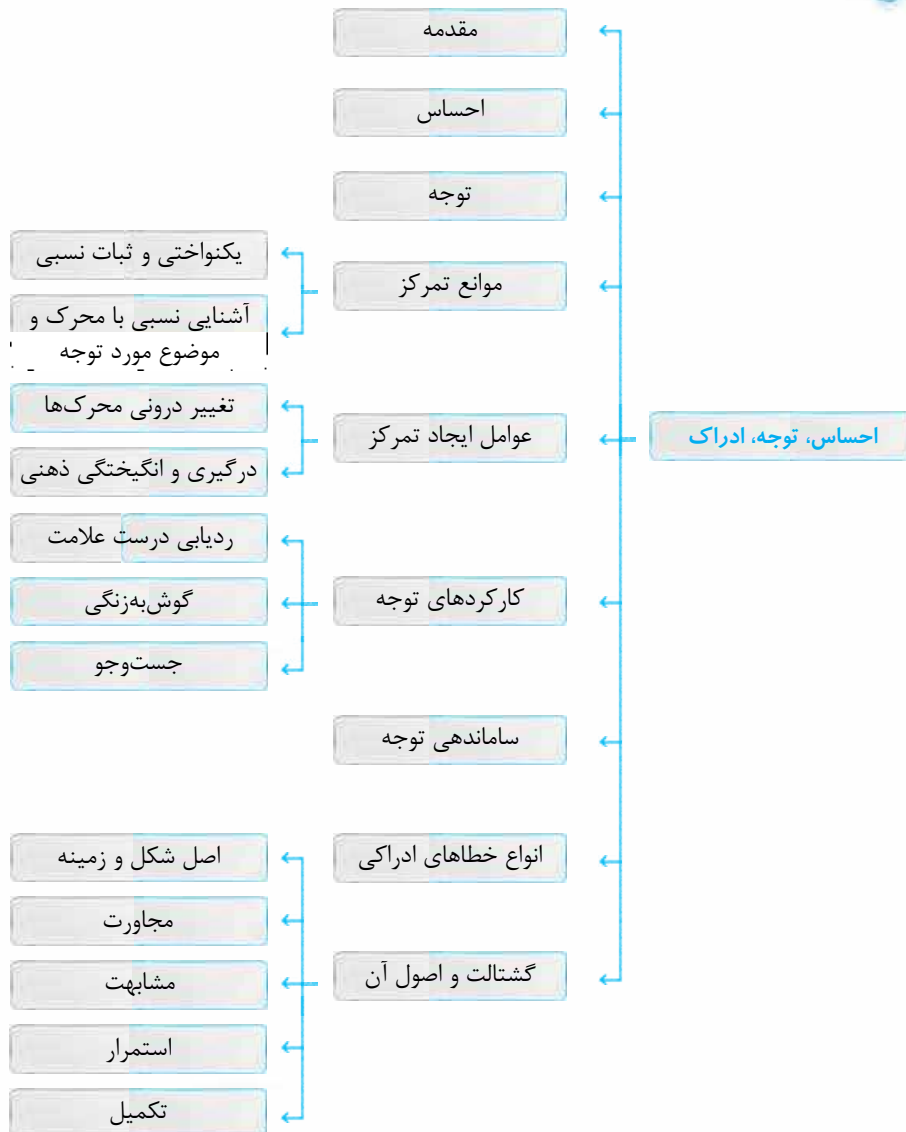 احساس، توجه، ادراک
مقدمه
احساس
توجه
موانع تمرکز
یکنواختی و ثبات نسبی
آشنایی نسبی با محرک و
موضوع مورد توجه
عوامل ایجاد تمرکز
تغییر درونی محرک‌ها
درگیری و انگیختگی ذهنی
کارکردهای توجه
ردیابی درست علامت
گوش‌به‌زنگی
جست‌وجو
ساماندهی توجه
انواع خطاهای ادراکی
گشتالت و اصول آن
اصل شکل و زمینه
مجاورت
مشابهت
استمرار
تکمیل